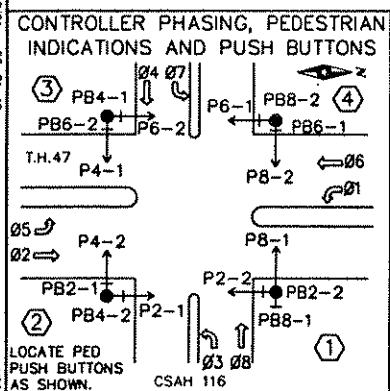 CONTROLLER PHASING, PEDESTRIAN
INDICATIONS AND PUSH BUTTONS
Ø4 Ø7
3
PB4-1
PB6-2
P6-2
P6-1
PB8-2
4
PB6-1
Z
T.H.47
P4-1
P8-2
Ø6
Ø1
Ø5
Ø2
P4-2
P8-1
PB2-1
2
PB4-2
P2-1
P2-2
PB2-2
PB8-1
1
LOCATE PED
PUSH BUTTONS
AS SHOWN.
CSAH 116
Ø3 Ø8